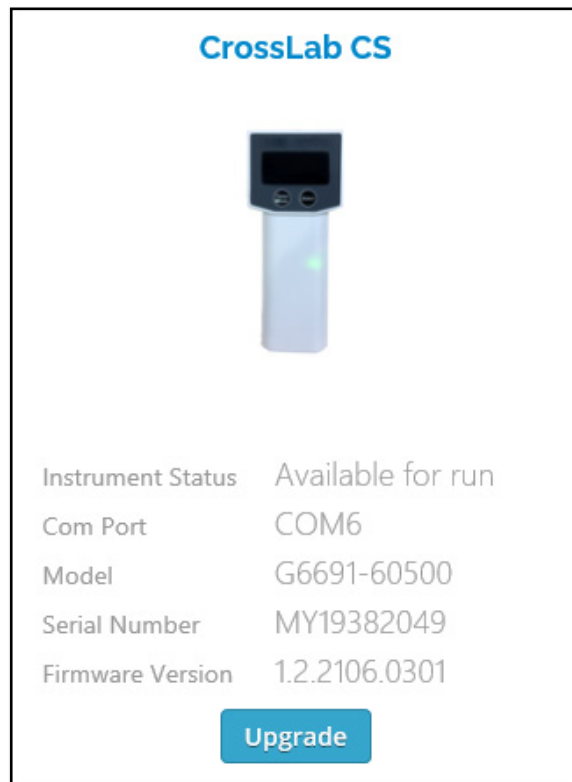 CrossLab CS
Instrument Status Available for run
Com Port COM6
Model G6691-60500
Serial Number MY19382049
Firmware Version 1.2.2106.0301
Upgrade